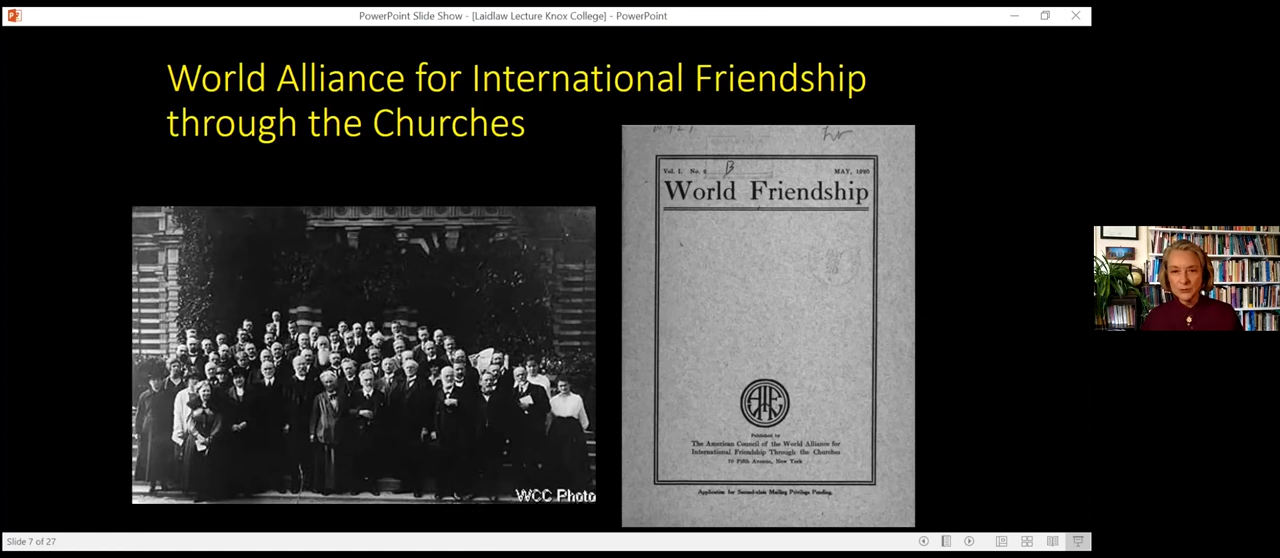 PowerPoint Slide Show - [Laidlaw Lecture Knox College] - PowerPoint
World Alliance for International Friendship
through the Churches
Vol. I. No.
B
MAY, 1920
World Friendship
Published by
The American Council of the World Alliance for
International Friendship Through the Churches
70 Fifth Avenue, New York
Application for Second-class Mailing Privilege Pending.
WCC Photo
Slide 7 of 27